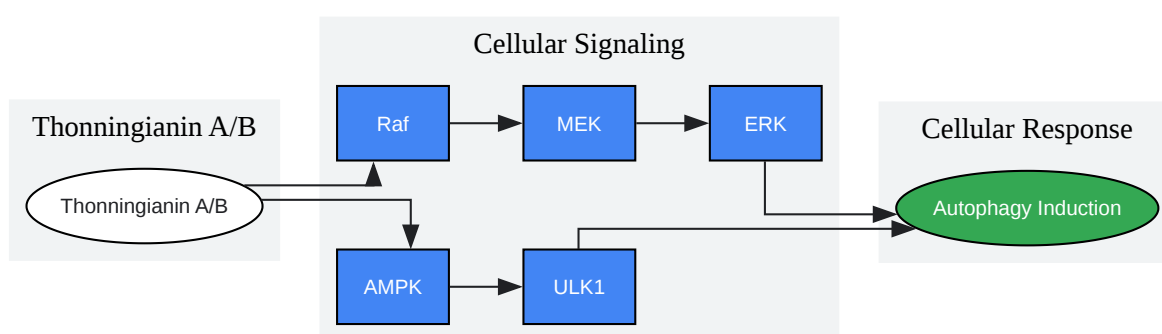 Cellular Signaling
Thonningianin A/B
Cellular Response
Raf
MEK
ERK
Thonningianin A/B
Autophagy Induction
AMPK
ULK1